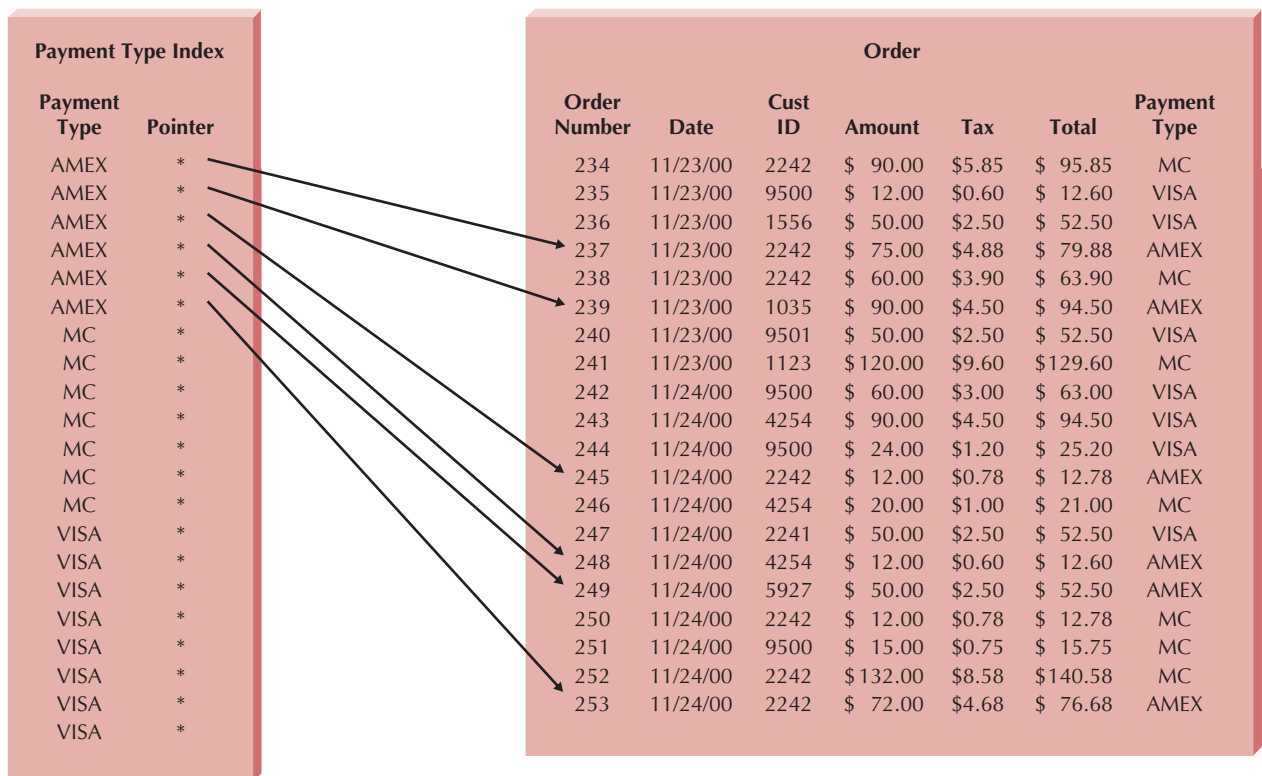 Payment Type Index
Payment
Type Pointer
AMEX *
AMEX *
AMEX *
AMEX *
AMEX *
AMEX *
MC *
MC *
MC *
MC *
MC *
MC *
MC *
VISA *
VISA *
VISA *
VISA *
VISA *
VISA *
VISA *
VISA *
Order
Order Cust Payment
Number Date ID Amount Tax Total Type
234 11/23/00 2242 $ 90.00 $5.85 $ 95.85 MC
235 11/23/00 9500 $ 12.00 $0.60 $ 12.60 VISA
236 11/23/00 1556 $ 50.00 $2.50 $ 52.50 VISA
237 11/23/00 2242 $ 75.00 $4.88 $ 79.88 AMEX
238 11/23/00 2242 $ 60.00 $3.90 $ 63.90 MC
239 11/23/00 1035 $ 90.00 $4.50 $ 94.50 AMEX
240 11/23/00 9501 $ 50.00 $2.50 $ 52.50 VISA
241 11/23/00 1123 $120.00 $9.60 $129.60 MC
242 11/24/00 9500 $ 60.00 $3.00 $ 63.00 VISA
243 11/24/00 4254 $ 90.00 $4.50 $ 94.50 VISA
244 11/24/00 9500 $ 24.00 $1.20 $ 25.20 VISA
245 11/24/00 2242 $ 12.00 $0.78 $ 12.78 AMEX
246 11/24/00 4254 $ 20.00 $1.00 $ 21.00 MC
247 11/24/00 2241 $ 50.00 $2.50 $ 52.50 VISA
248 11/24/00 4254 $ 12.00 $0.60 $ 12.60 AMEX
249 11/24/00 5927 $ 50.00 $2.50 $ 52.50 AMEX
250 11/24/00 2242 $ 12.00 $0.78 $ 12.78 MC
251 11/24/00 9500 $ 15.00 $0.75 $ 15.75 MC
252 11/24/00 2242 $132.00 $8.58 $140.58 MC
253 11/24/00 2242 $ 72.00 $4.68 $ 76.68 AMEX